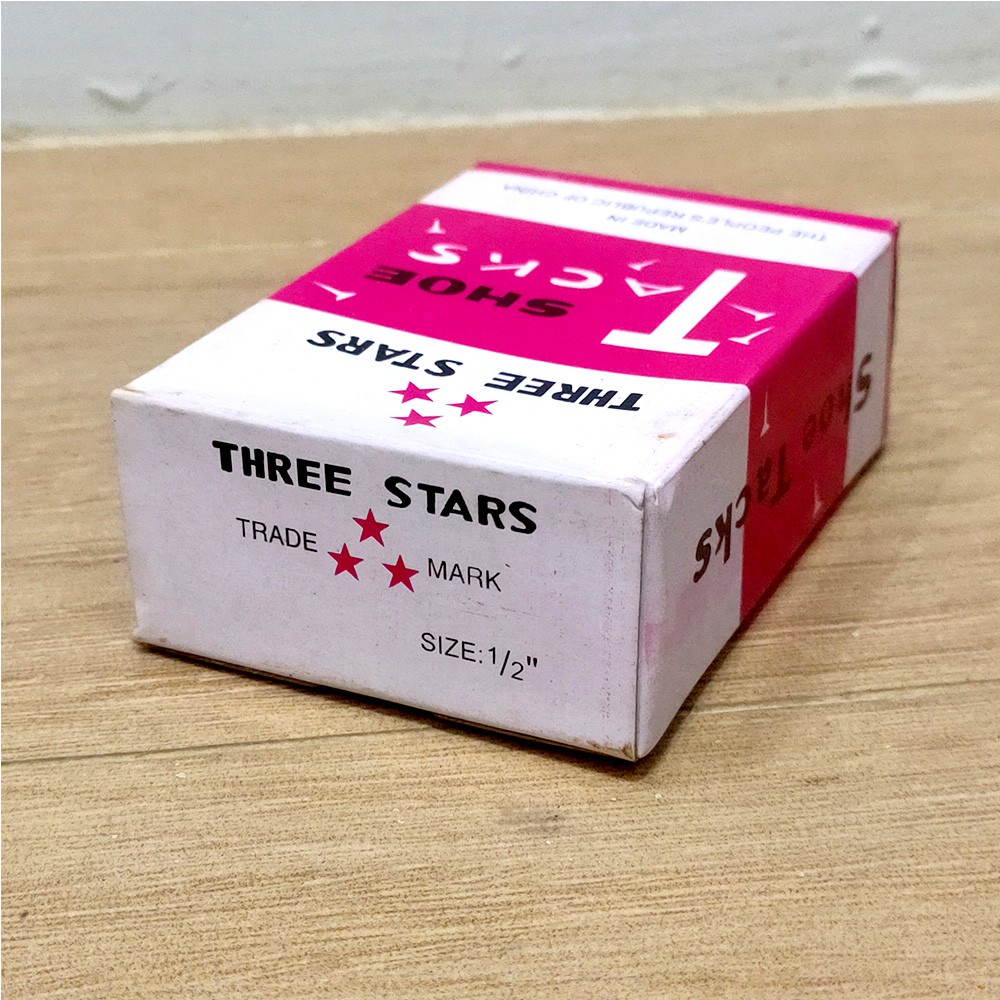 THREE STARS
TRADE MARK
SIZE: 1/2"
THREE STARS
SHOE
TACKS
MADE IN
THE PEOPLE'S REPUBLIC OF CHINA
SHOE TACKS